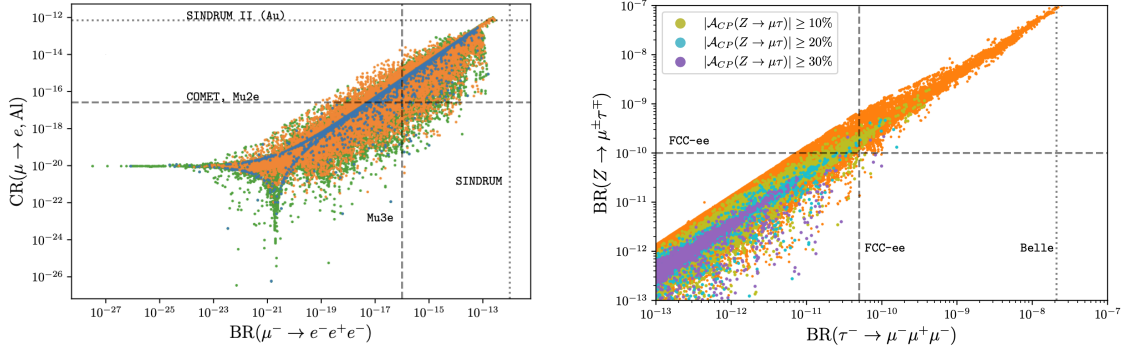 SINDRUM II (Au)
COMET, Mu2e
SINDRUM
Mu3e
CR(μ → e, Al)
10⁻¹²
10⁻¹⁴
10⁻¹⁶
10⁻¹⁸
10⁻²⁰
10⁻²²
10⁻²⁴
10⁻²⁶
10⁻²⁷
10⁻²⁵
10⁻²³
10⁻²¹
10⁻¹⁹
10⁻¹⁷
10⁻¹⁵
10⁻¹³
BR(μ⁻ → e⁻e⁺e⁻)
|𝒜_CP(Z → μτ)| ≥ 10%
|𝒜_CP(Z → μτ)| ≥ 20%
|𝒜_CP(Z → μτ)| ≥ 30%
FCC-ee
FCC-ee
Belle
BR(Z → μ^±τ^∓)
10⁻⁷
10⁻⁸
10⁻⁹
10⁻¹⁰
10⁻¹¹
10⁻¹²
10⁻¹³
10⁻¹³
10⁻¹²
10⁻¹¹
10⁻¹⁰
10⁻⁹
10⁻⁸
10⁻⁷
BR(τ⁻ → μ⁻μ⁺μ⁻)